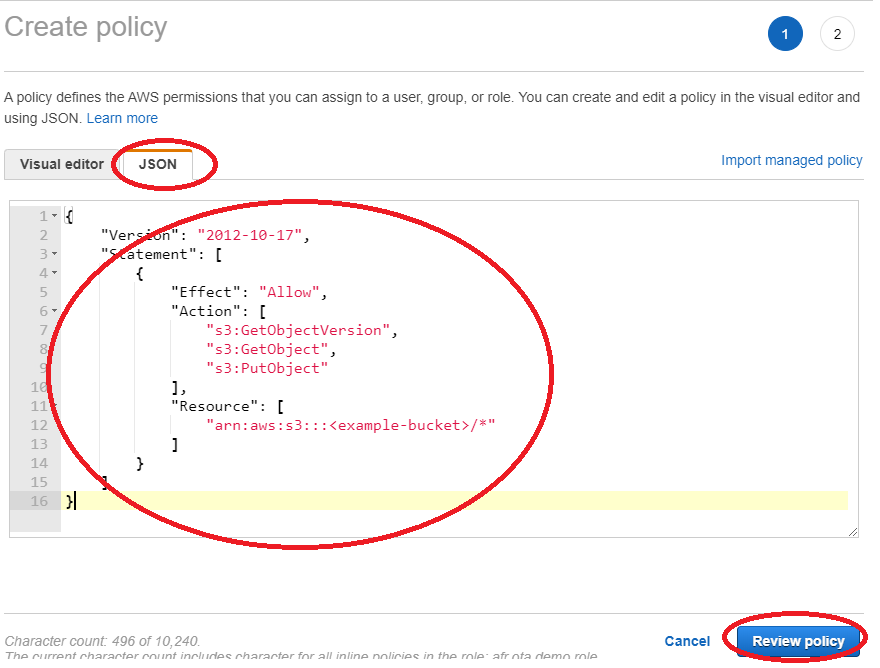 Create policy
1
2
A policy defines the AWS permissions that you can assign to a user, group, or role. You can create and edit a policy in the visual editor and
using JSON. Learn more
Visual editor
JSON
Import managed policy
1 {
2 "Version": "2012-10-17",
3 "Statement": [
4 {
5 "Effect": "Allow",
6 "Action": [
7 "s3:GetObjectVersion",
8 "s3:GetObject",
9 "s3:PutObject"
10 ],
11 "Resource": [
12 "arn:aws:s3:::<example-bucket>/*"
13 ]
14 }
15 ]
16 }
Character count: 496 of 10,240.
Cancel
Review policy
The current character count includes character for all inline policies in the role: afr ota demo role